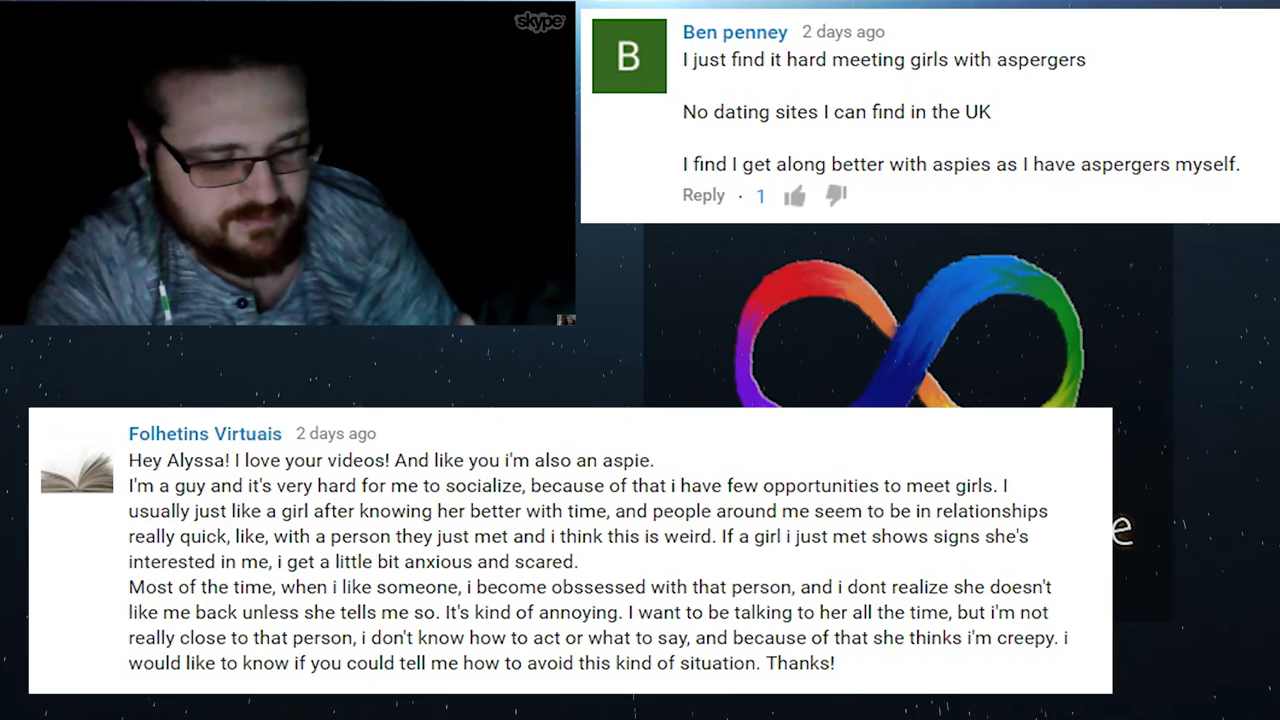 skype
Ben penney 2 days ago
I just find it hard meeting girls with aspergers
No dating sites I can find in the UK
I find I get along better with aspies as I have aspergers myself.
Reply · 1
B
Folhetins Virtuais 2 days ago
Hey Alyssa! I love your videos! And like you i'm also an aspie.
I'm a guy and it's very hard for me to socialize, because of that i have few opportunities to meet girls. I
usually just like a girl after knowing her better with time, and people around me seem to be in relationships
really quick, like, with a person they just met and i think this is weird. If a girl i just met shows signs she's
interested in me, i get a little bit anxious and scared.
Most of the time, when i like someone, i become obssessed with that person, and i dont realize she doesn't
like me back unless she tells me so. It's kind of annoying. I want to be talking to her all the time, but i'm not
really close to that person, i don't know how to act or what to say, and because of that she thinks i'm creepy. i
would like to know if you could tell me how to avoid this kind of situation. Thanks!
e